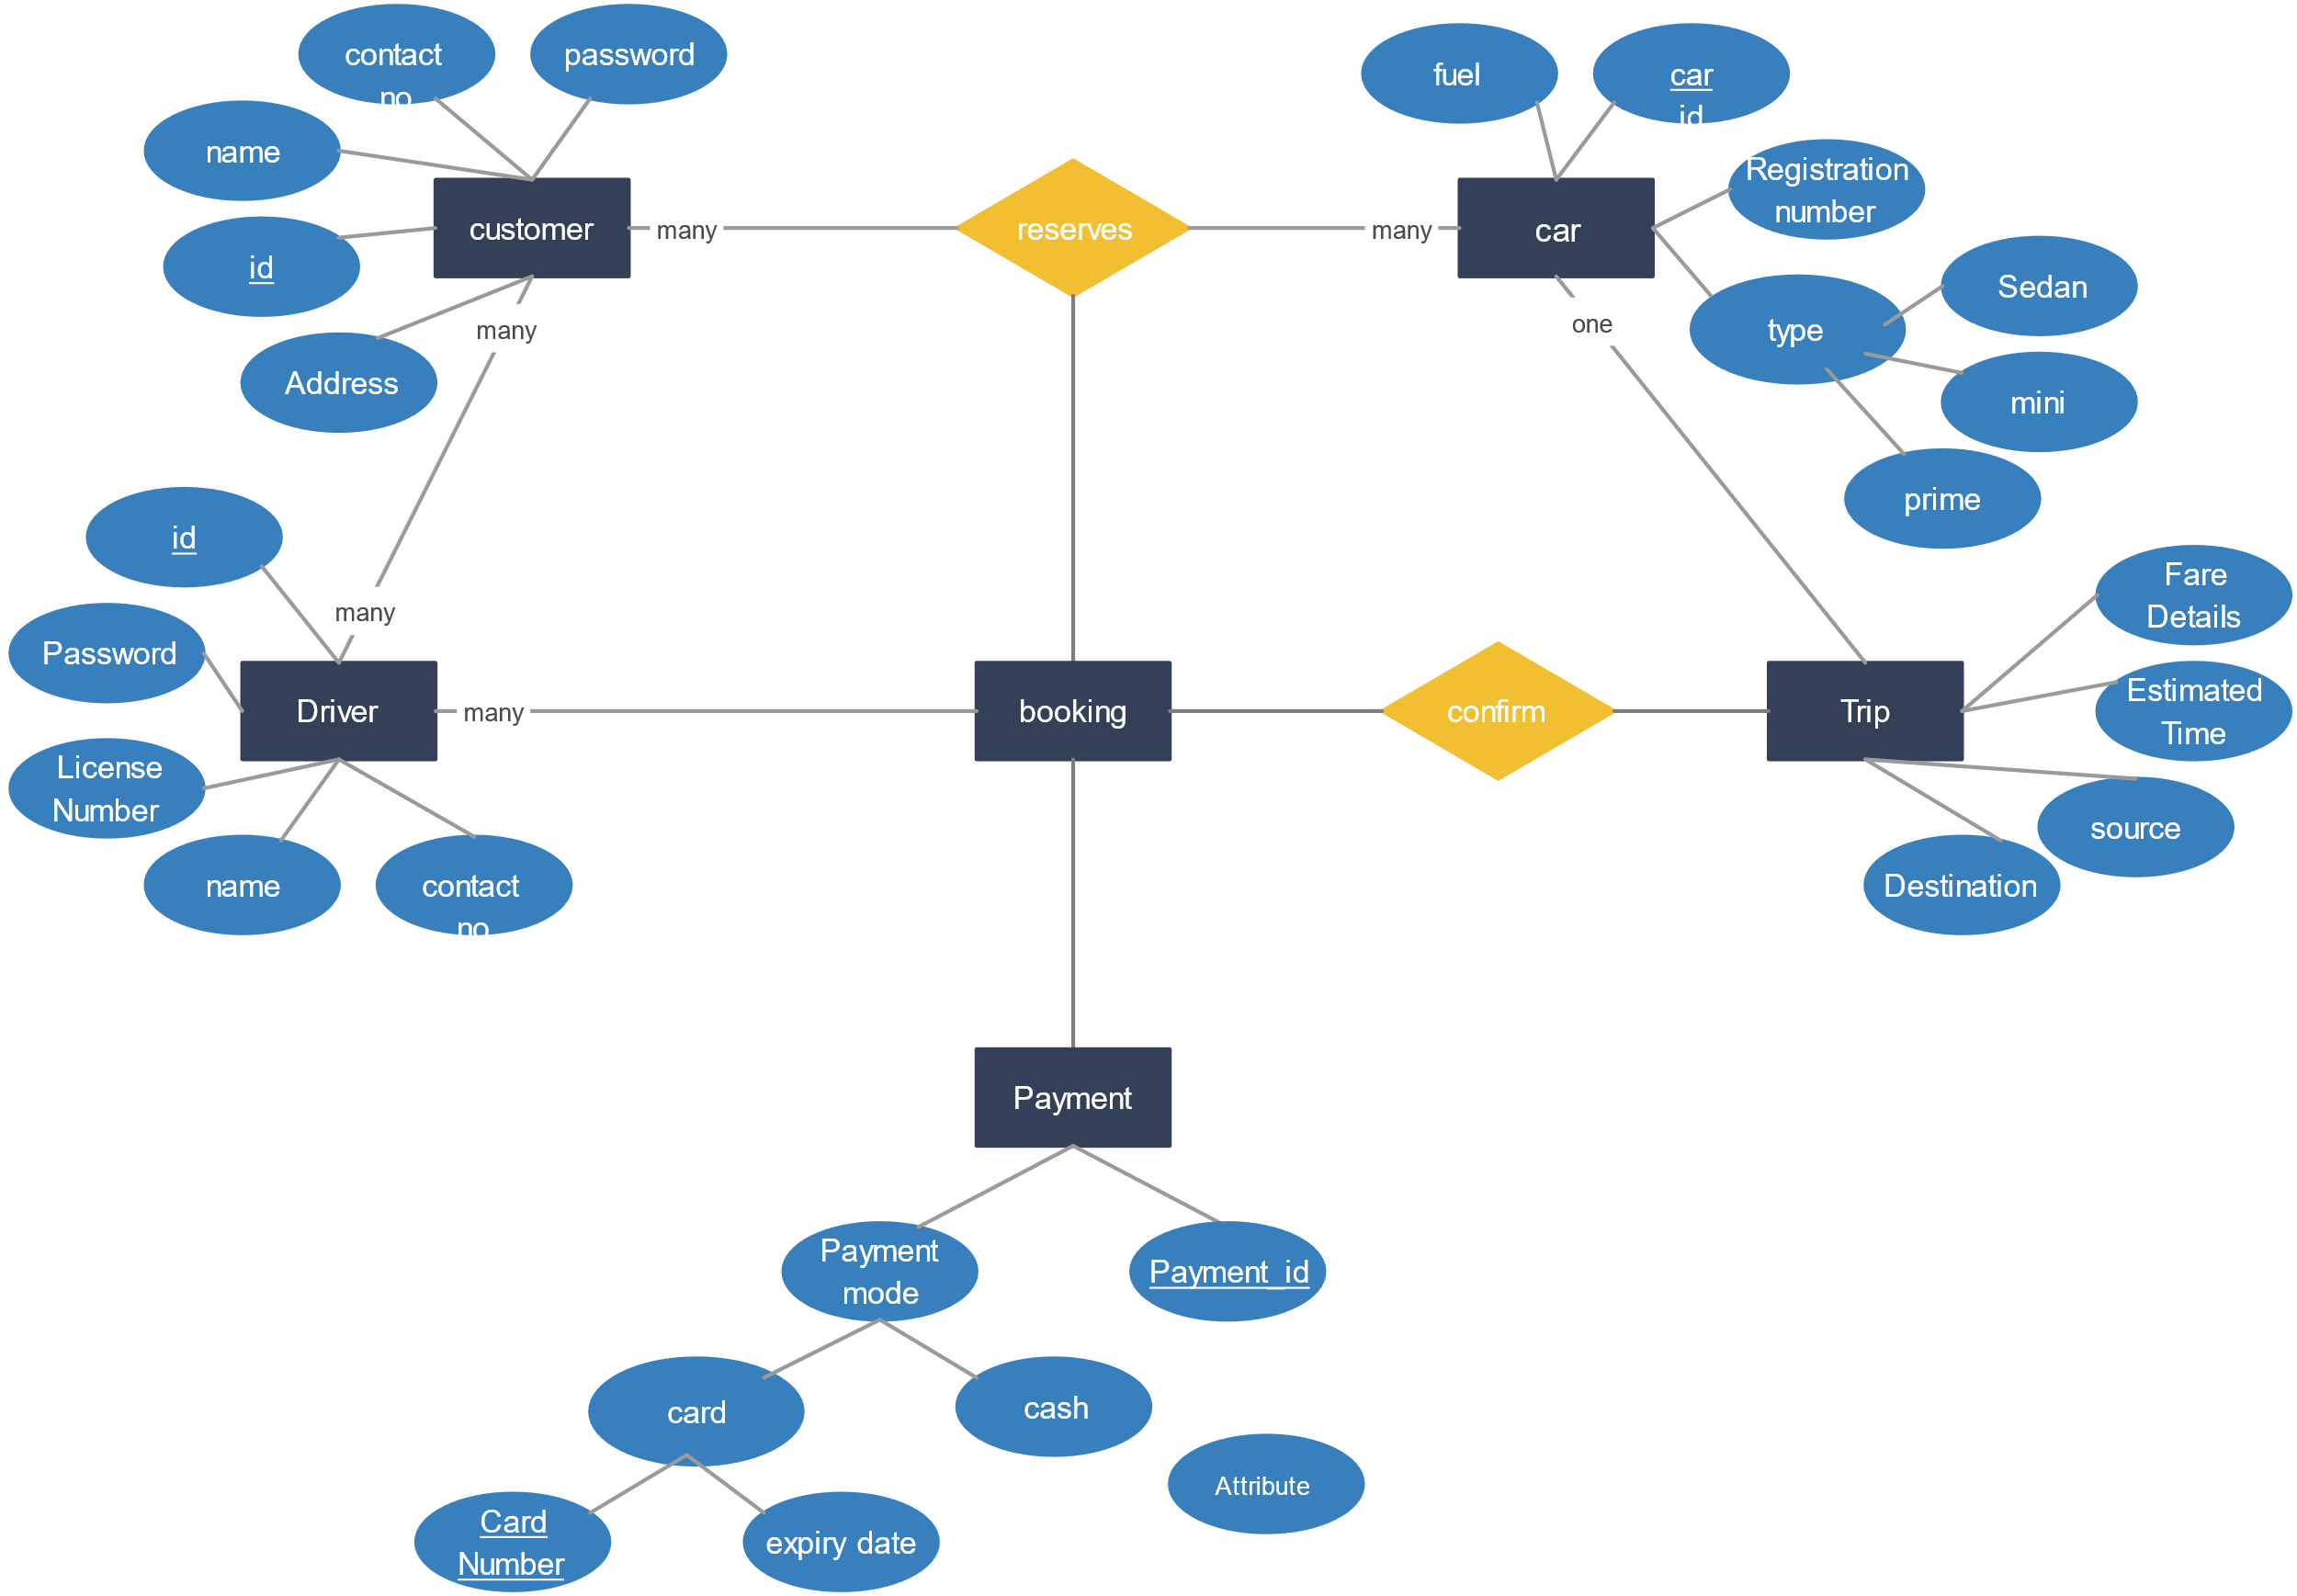 contact
no
password
fuel
car
id
name
Registration
number
customer
many
reserves
many
car
id
Sedan
type
many
one
Address
mini
prime
id
Fare
Details
many
Password
Driver
many
booking
confirm
Trip
Estimated
Time
License
Number
source
name
contact
no
Destination
Payment
Payment
mode
Payment_id
card
cash
Attribute
Card
Number
expiry date